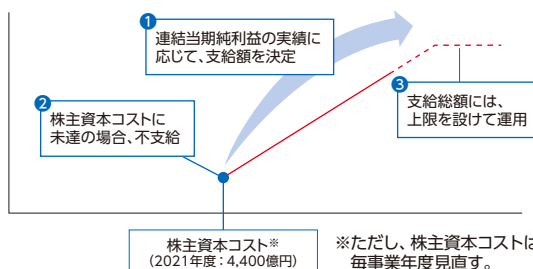 1
連結当期純利益の実績に
応じて、支給額を決定
2
株主資本コストに
未達の場合、不支給
3
支給総額には、
上限を設けて運用
株主資本コスト※
(2021年度：4,400億円)
※ただし、株主資本コストは
毎事業年度見直す。